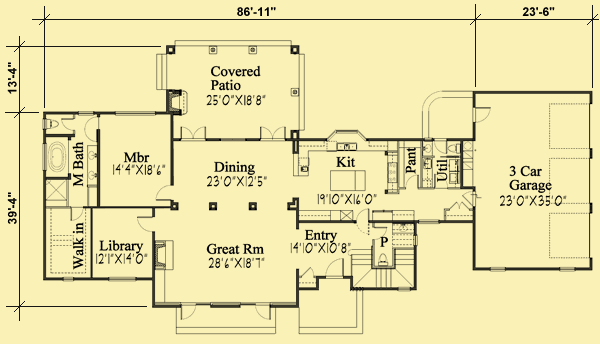 86'-11"
23'-6"
13'-4"
39'-4"
Covered
Patio
25'0"X18'8"
M Bath
Mbr
14'4"X18'6"
Dining
23'0"X12'5"
Kit
19'10"X16'0"
Pant
Util
3 Car
Garage
23'0"X35'0"
Walk in
Library
12'1"X14'0"
Great Rm
28'6"X18'7"
Entry
14'10"X10'8"
P